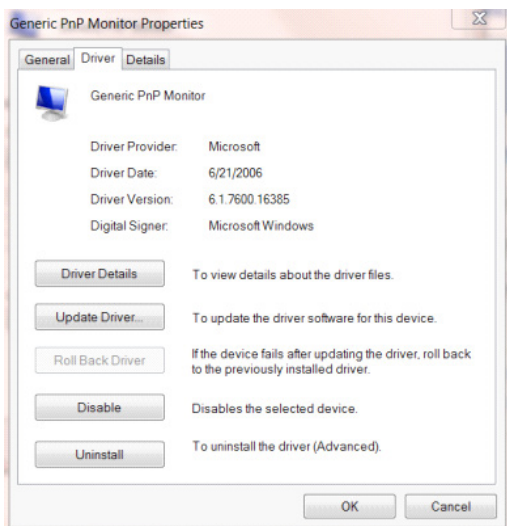 Generic PnP Monitor Properties
General Driver Details
Generic PnP Monitor
Driver Provider: Microsoft
Driver Date: 6/21/2006
Driver Version: 6.1.7600.16385
Digital Signer: Microsoft Windows
Driver Details To view details about the driver files.
Update Driver... To update the driver software for this device.
Roll Back Driver If the device fails after updating the driver, roll back
to the previously installed driver.
Disable Disables the selected device.
Uninstall To uninstall the driver (Advanced).
OK Cancel